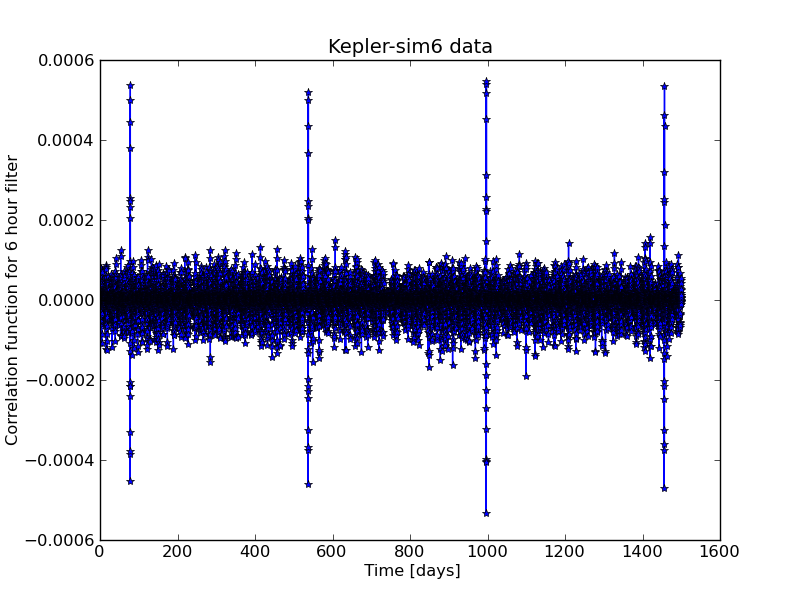 Kepler-sim6 data
0.0006
0.0004
0.0002
0.0000
−0.0002
−0.0004
−0.0006
Correlation function for 6 hour filter
0 200 400 600 800 1000 1200 1400 1600
Time [days]